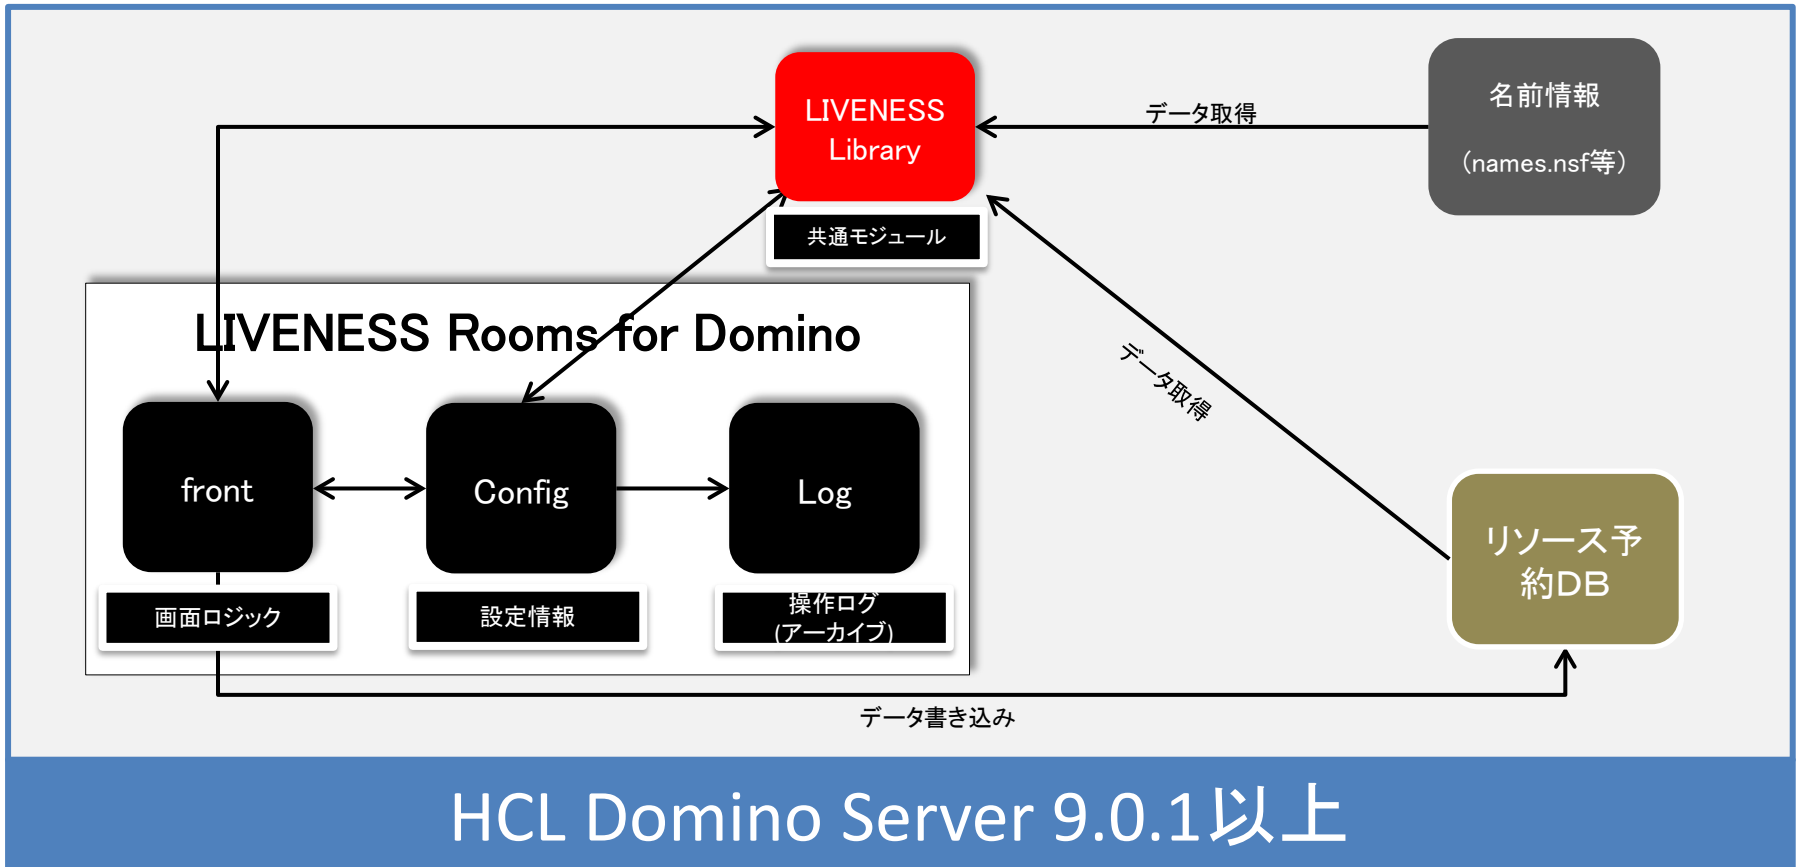 LIVENESS
Library
共通モジュール
データ取得
名前情報
（names.nsf等）
LIVENESS Rooms for Domino
データ取得
front
Config
Log
画面ロジック
設定情報
操作ログ
(アーカイブ)
リソース予
約DB
データ書き込み
HCL Domino Server 9.0.1以上